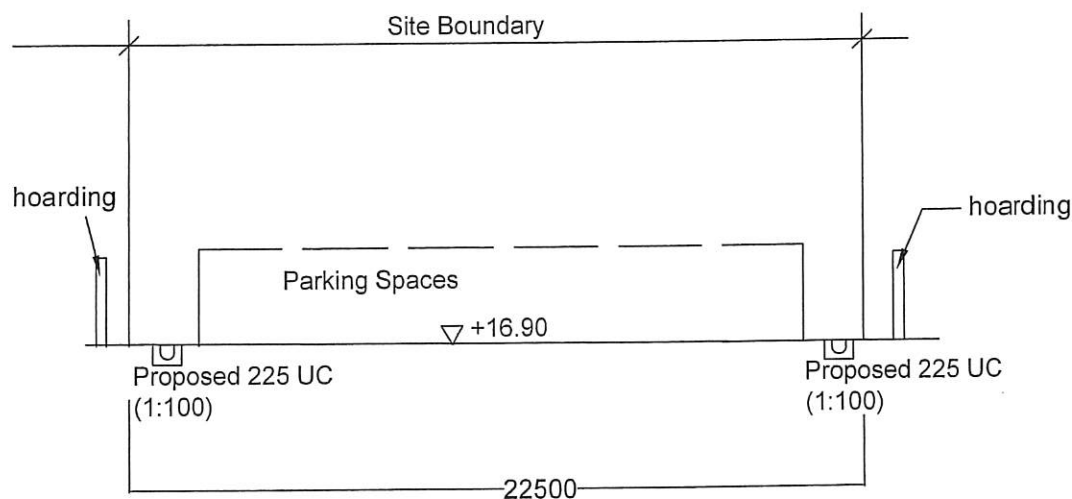 Site Boundary
hoarding
hoarding
Parking Spaces
+16.90
Proposed 225 UC
(1:100)
Proposed 225 UC
(1:100)
22500